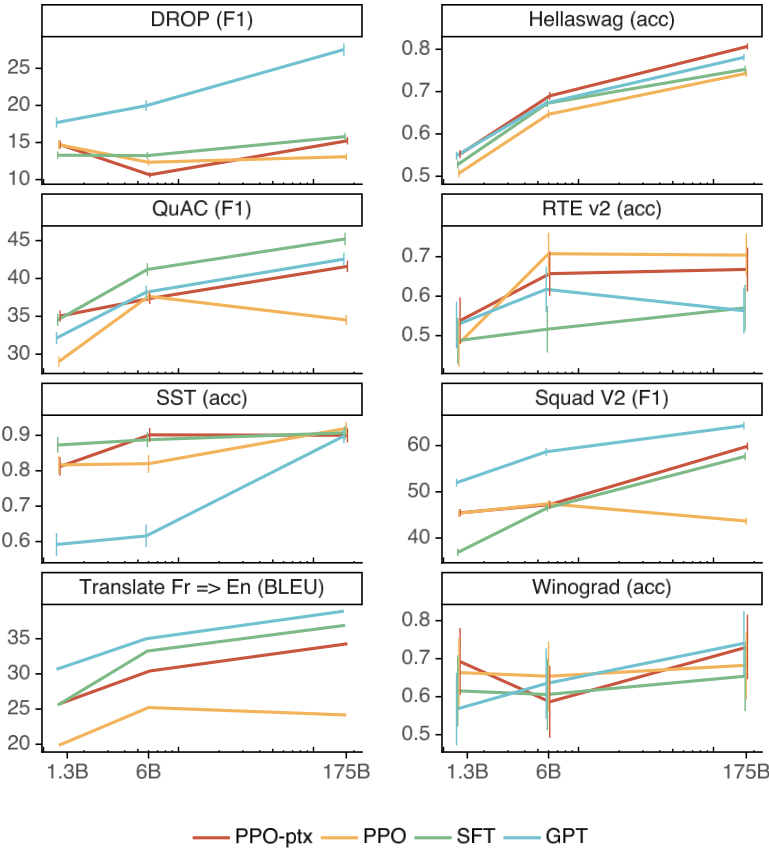 DROP (F1)
25
20
15
10
Hellaswag (acc)
0.8
0.7
0.6
0.5
QuAC (F1)
45
40
35
30
RTE v2 (acc)
0.7
0.6
0.5
SST (acc)
0.9
0.8
0.7
0.6
Squad V2 (F1)
60
50
40
Translate Fr => En (BLEU)
35
30
25
20
1.3B 6B 175B
Winograd (acc)
0.8
0.7
0.6
0.5
1.3B 6B 175B
PPO-ptx PPO SFT GPT